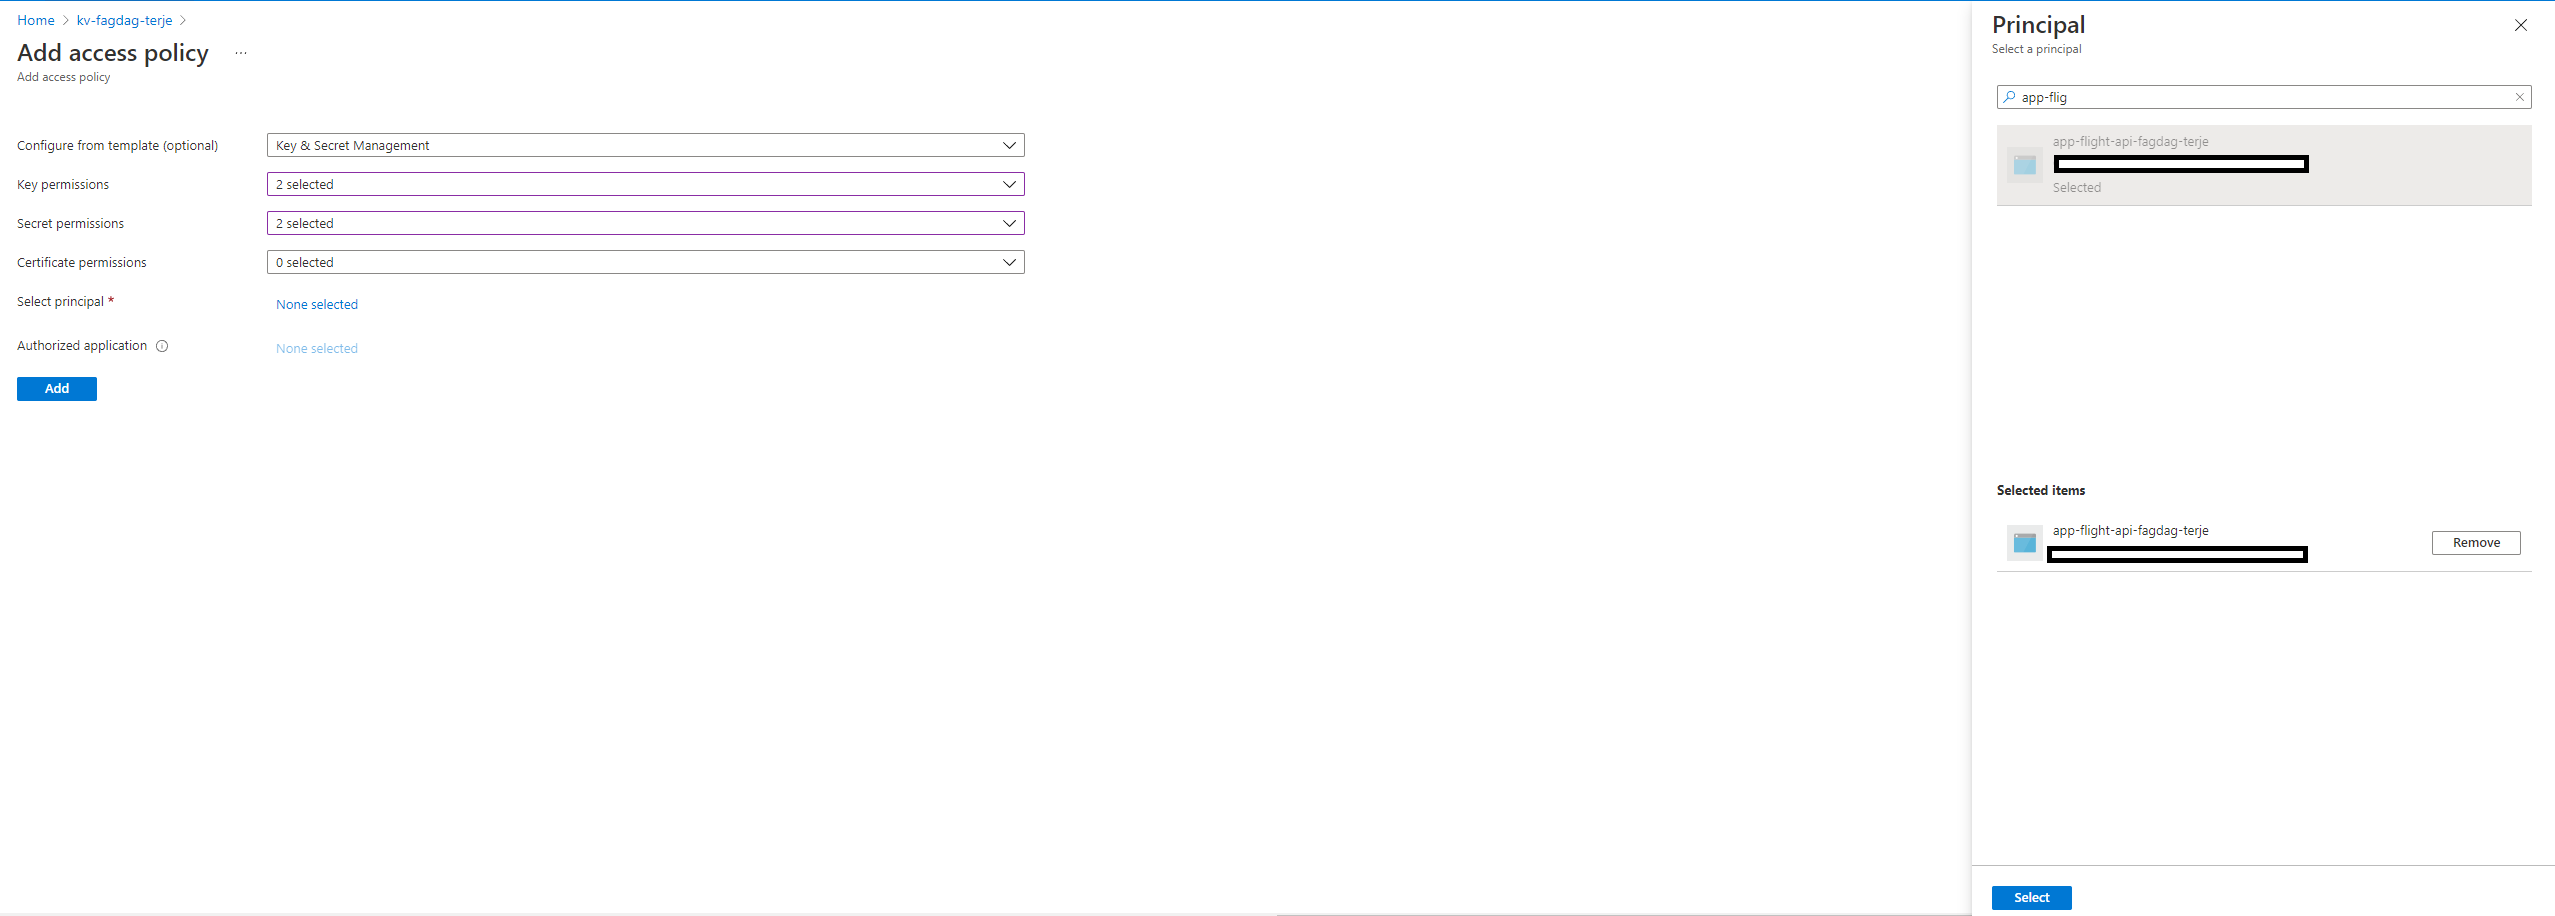 Home > kv-fagdag-terje >
Add access policy ...
Add access policy
Configure from template (optional) Key & Secret Management
Key permissions 2 selected
Secret permissions 2 selected
Certificate permissions 0 selected
Select principal * None selected
Authorized application None selected
Add
Principal
Select a principal
app-flig
app-flight-api-fagdag-terje
Selected
Selected items
app-flight-api-fagdag-terje
Remove
Select